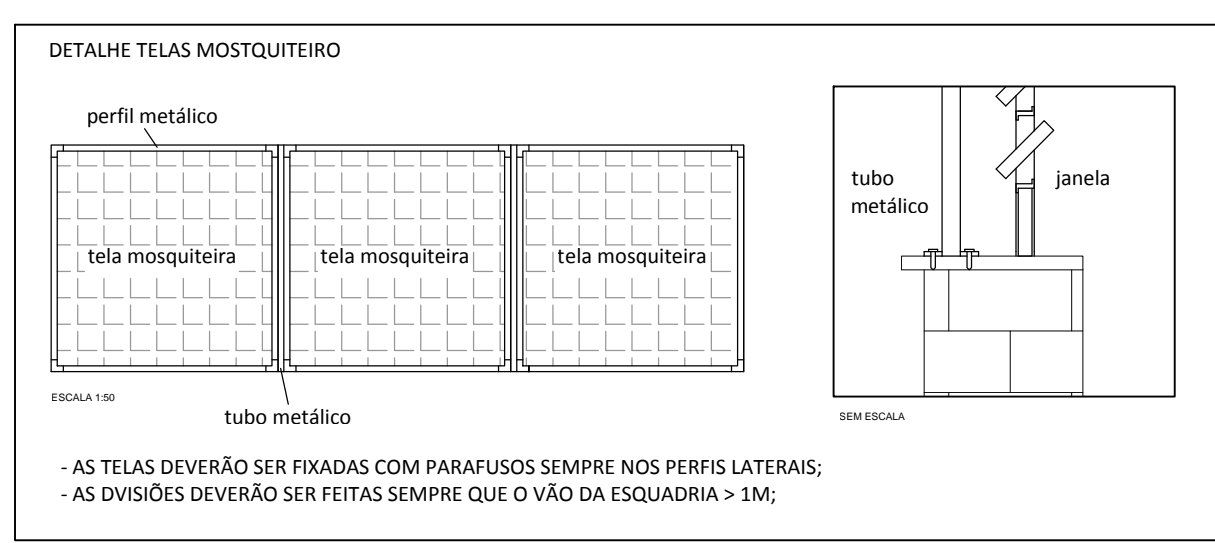 DETALHE TELAS MOSTQUITEIRO
perfil metálico
tela mosquiteira
tela mosquiteira
tela mosquiteira
ESCALA 1:50
tubo metálico
tubo
metálico
janela
SEM ESCALA
- AS TELAS DEVERÃO SER FIXADAS COM PARAFUSOS SEMPRE NOS PERFIS LATERAIS;
- AS DVISIÕES DEVERÃO SER FEITAS SEMPRE QUE O VÃO DA ESQUADRIA > 1M;